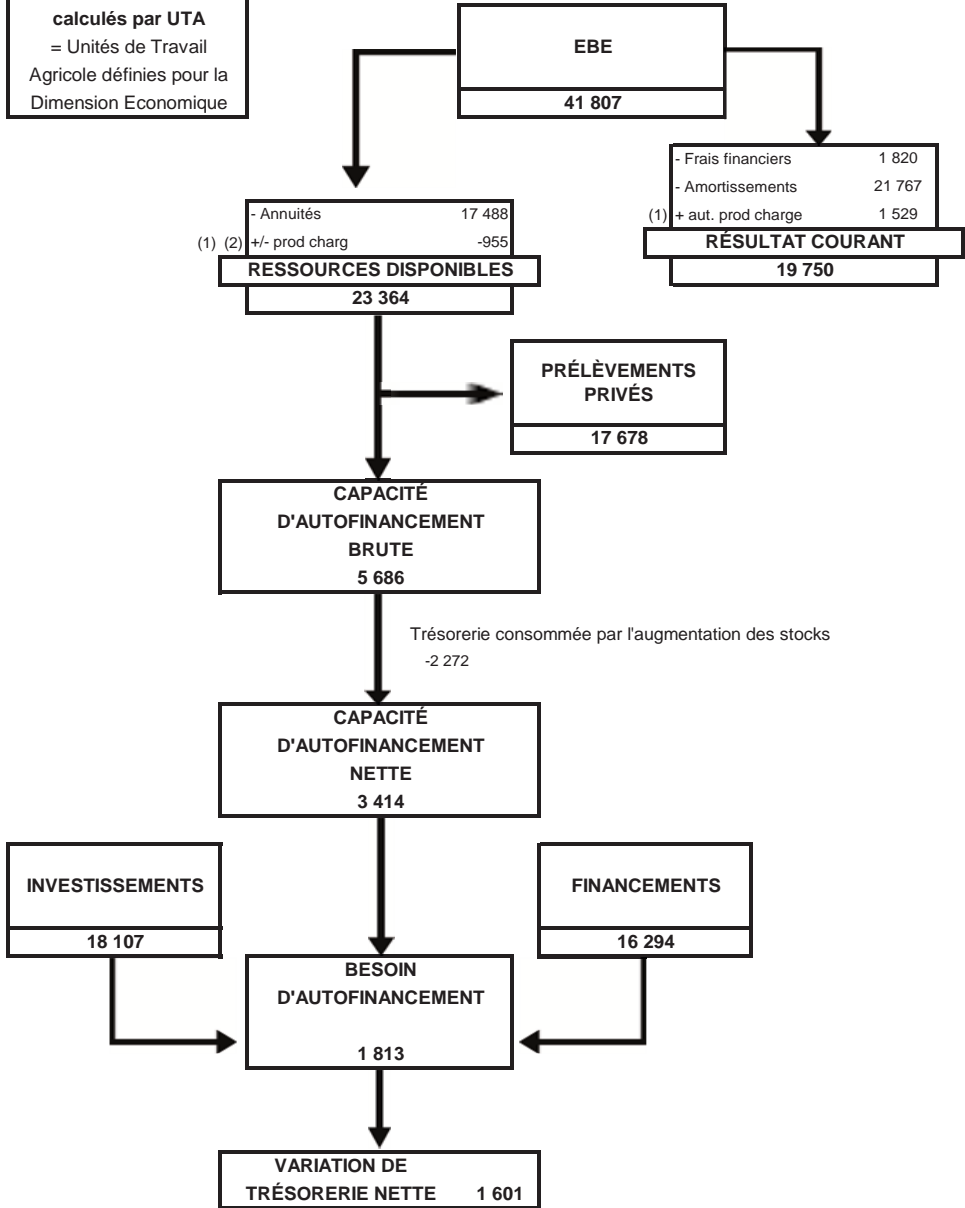 calculés par UTA
= Unités de Travail
Agricole définies pour la
Dimension Economique
EBE
41 807
- Frais financiers 1 820
- Amortissements 21 767
(1) + aut. prod charge 1 529
RÉSULTAT COURANT
19 750
- Annuités 17 488
(1) (2) +/- prod charg -955
RESSOURCES DISPONIBLES
23 364
PRÉLÈVEMENTS
PRIVÉS
17 678
CAPACITÉ
D'AUTOFINANCEMENT
BRUTE
5 686
Trésorerie consommée par l'augmentation des stocks
-2 272
CAPACITÉ
D'AUTOFINANCEMENT
NETTE
3 414
INVESTISSEMENTS
18 107
FINANCEMENTS
16 294
BESOIN
D'AUTOFINANCEMENT
1 813
VARIATION DE
TRÉSORERIE NETTE 1 601